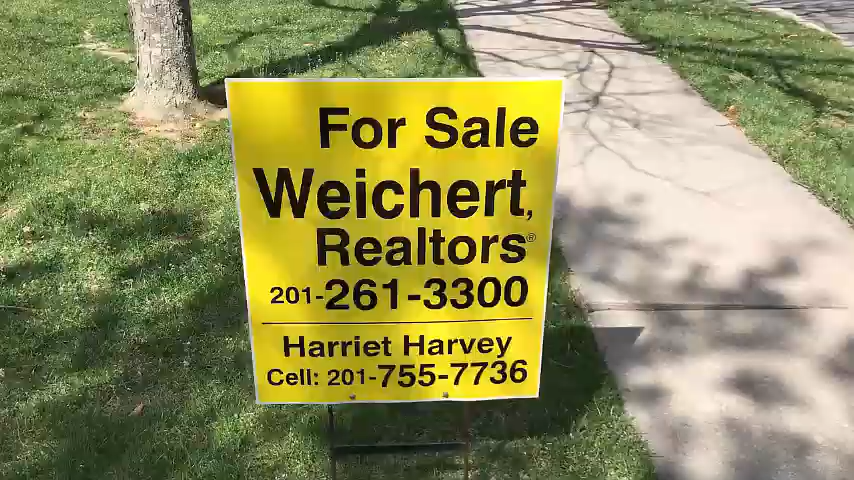 For Sale
Weichert,
Realtors®
201-261-3300
Harriet Harvey
Cell: 201-755-7736